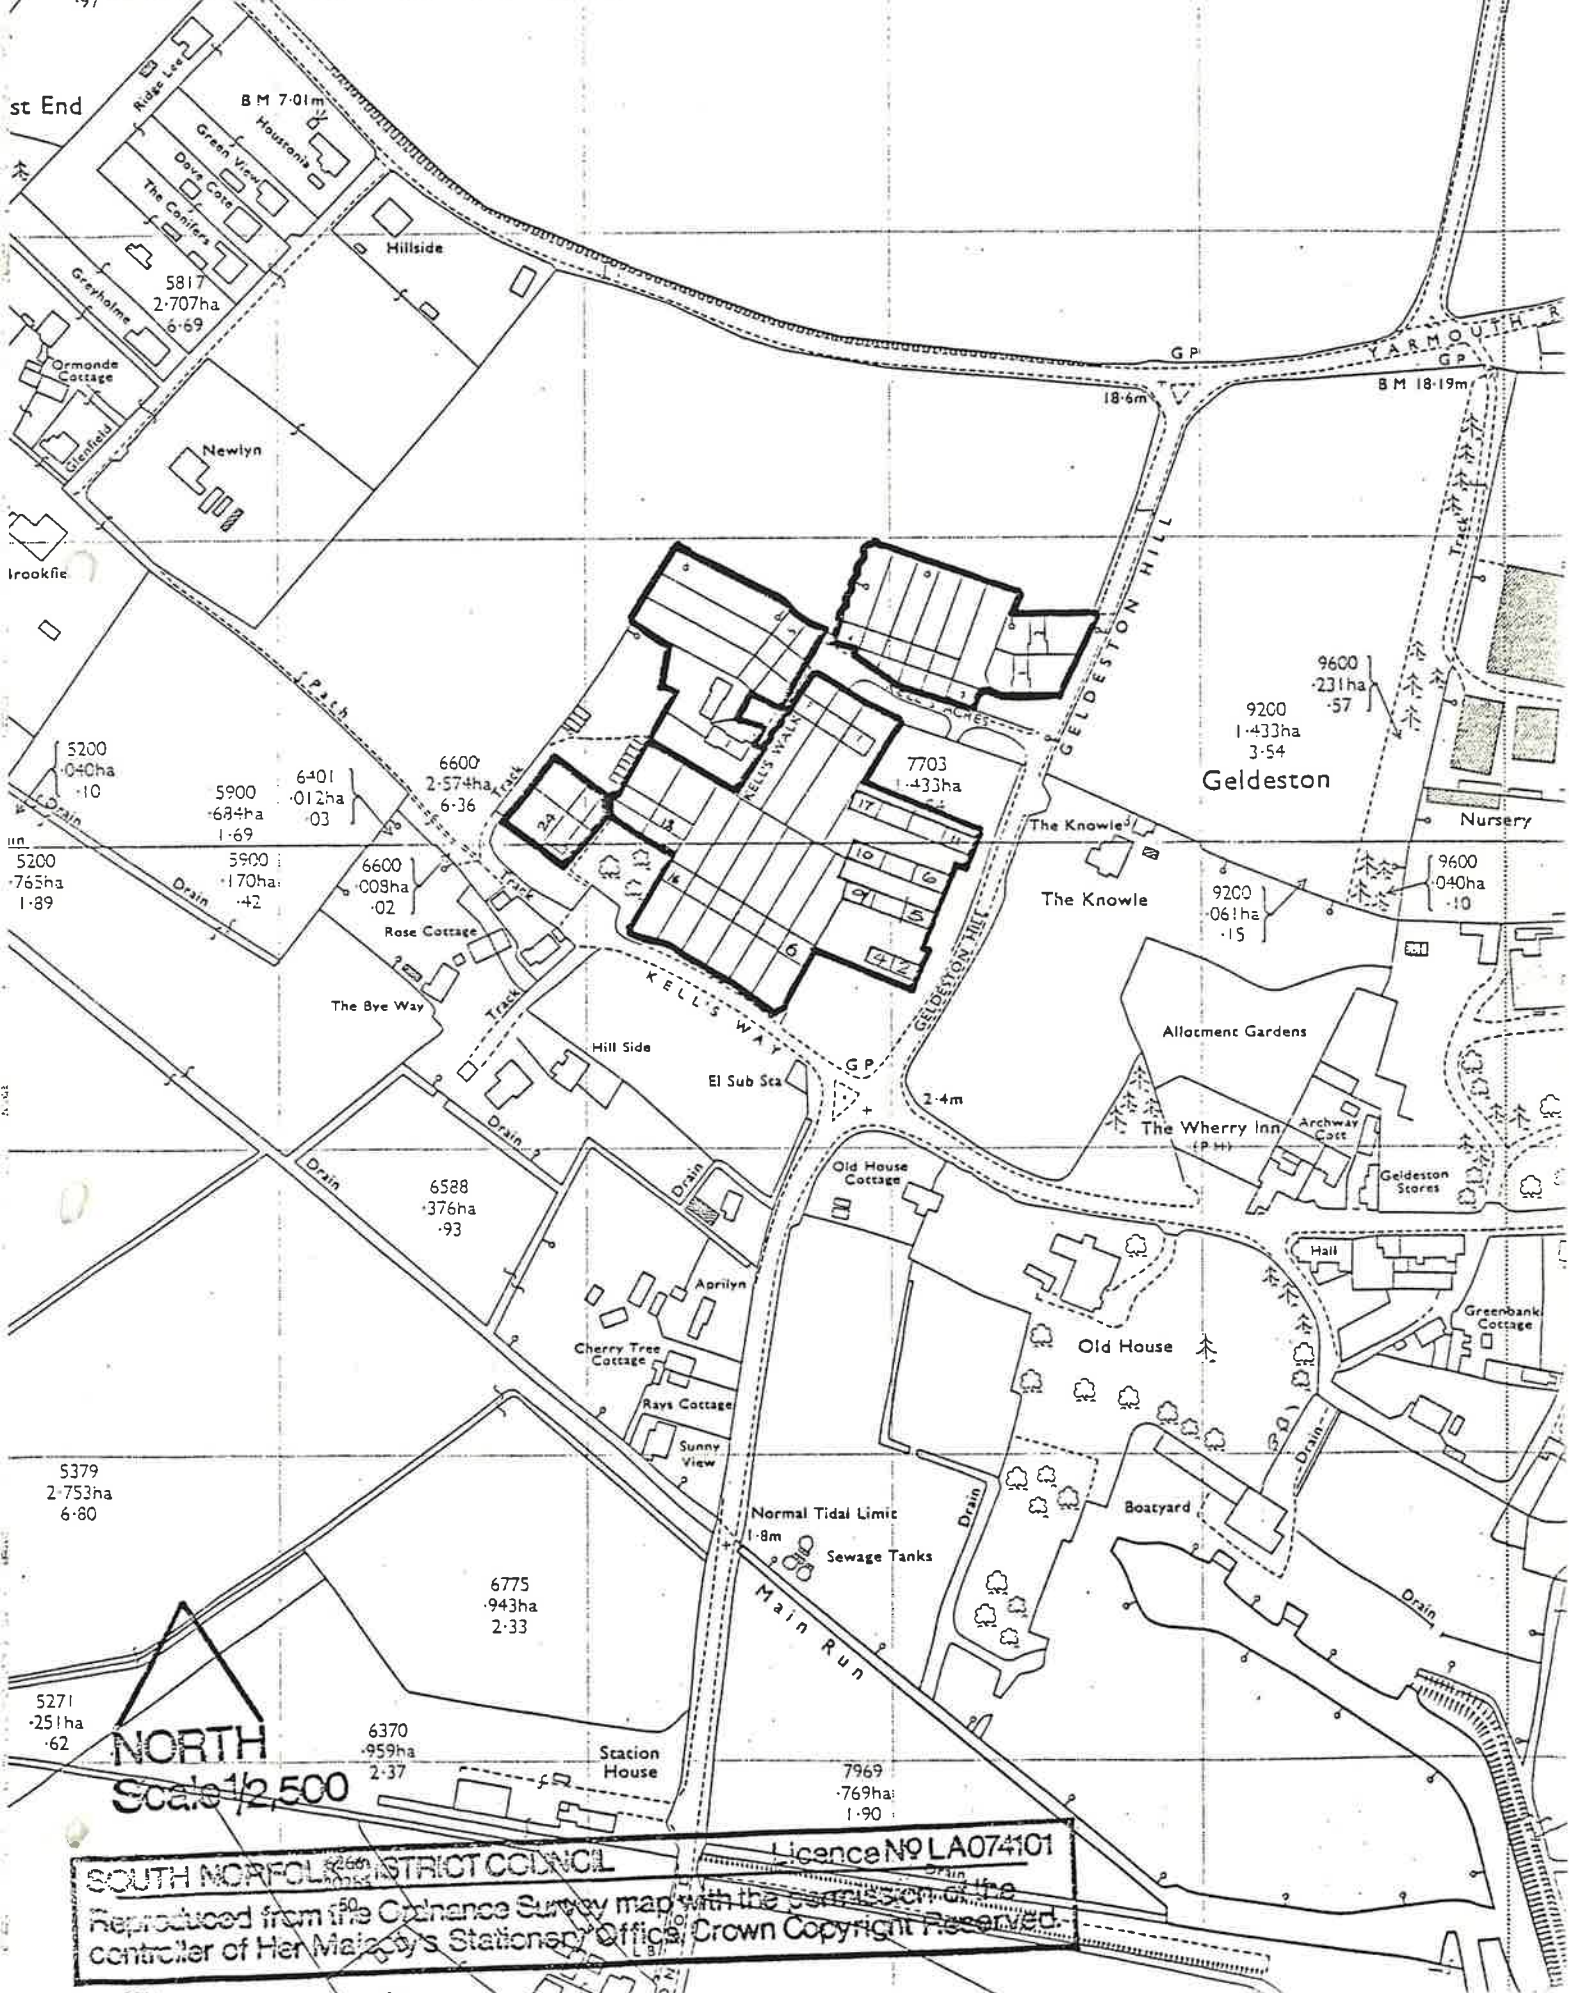 ·97
st End
Ridge Lee
B M 7·01m
Houstonia
Green View
Dove Cote
The Conifers
Hillside
Greyholme
5817
2·707ha
6·69
Ormonde
Cottage
Glenfield
Newlyn
G P
YARMOUTH R
G P
B M 18·19m
18·6m
GELDESTON HILL
Track
Path
5200
·040ha
·10
Drain
5900
·684ha
1·69
6401
·012ha
·03
6600
2·574ha
6·36
Track
5200
·765ha
1·89
5900
·170ha
·42
Drain
6600
·008ha
·02
Track
Rose Cottage
The Bye Way
Track
24
13
16
6
5
KELL'S WALK
ACRES
7703
1·433ha
17
11
10
6
9
5
4 2
GELDESTON HILL
KELL'S WAY
9600
·231ha
·57
9200
1·433ha
3·54
Geldeston
Nursery
The Knowle
The Knowle
9200
·061ha
·15
9600
·040ha
·10
Allotment Gardens
Hill Side
El Sub Sta
G P
2·4m
The Wherry Inn
(P H)
Archway
Cott
Geldeston
Stores
Old House
Cottage
Drain
Drain
Drain
6588
·376ha
·93
Hall
Greenbank
Cottage
Aprilyn
Cherry Tree
Cottage
Rays Cottage
Sunny
View
Old House
5379
2·753ha
6·80
Drain
Drain
Normal Tidal Limit
1·8m
Sewage Tanks
Boatyard
Drain
6775
·943ha
2·33
Main Run
5271
·251ha
·62
NORTH
Scale 1/2,500
6370
·959ha
2·37
Station
House
7969
·769ha
1·90
Drain
SOUTH NORFOLK DISTRICT COUNCIL Licence Nº LA074101
Reproduced from the Ordnance Survey map with the permission of the
controller of Her Majesty's Stationery Office, Crown Copyright Reserved.